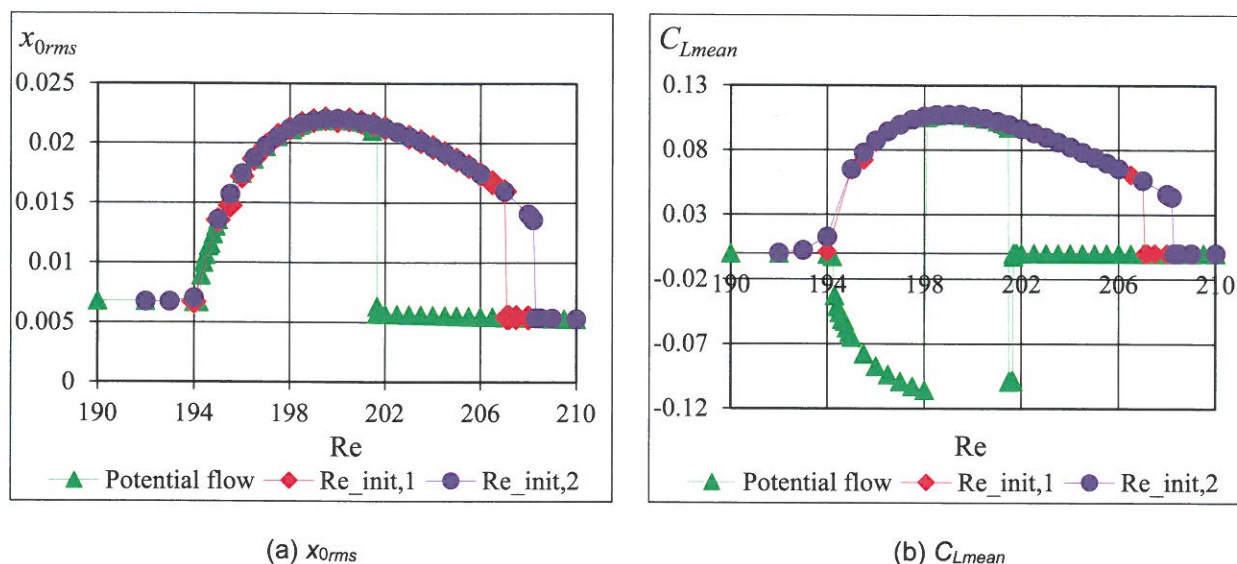 x0rms
0.025
0.02
0.015
0.01
0.005
0
190 194 198 202 206 210
Re
Potential flow Re_init,1 Re_init,2
(a) x0rms
CLmean
0.13
0.08
0.03
-0.02
190 194 198 202 206 210
-0.07
-0.12
Re
Potential flow Re_init,1 Re_init,2
(b) CLmean